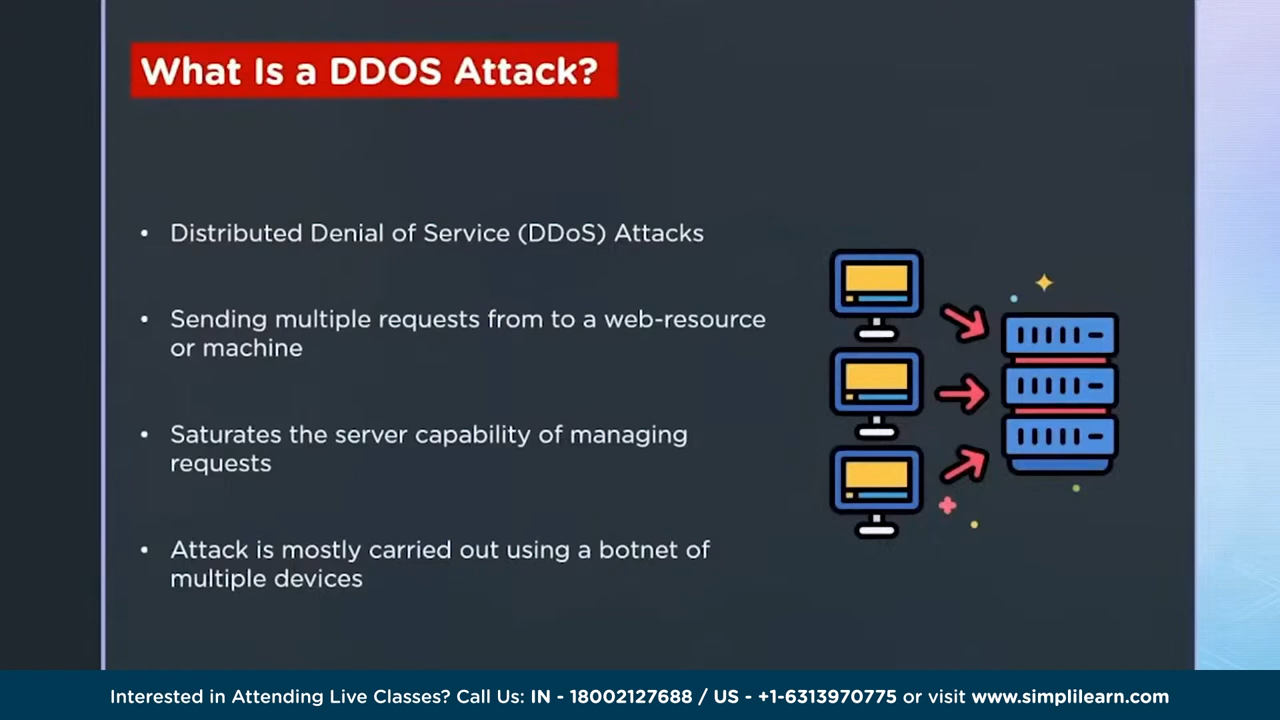 What Is a DDOS Attack?
• Distributed Denial of Service (DDoS) Attacks
• Sending multiple requests from to a web-resource
or machine
• Saturates the server capability of managing
requests
• Attack is mostly carried out using a botnet of
multiple devices
Interested in Attending Live Classes? Call Us: IN - 18002127688 / US - +1-6313970775 or visit www.simplilearn.com